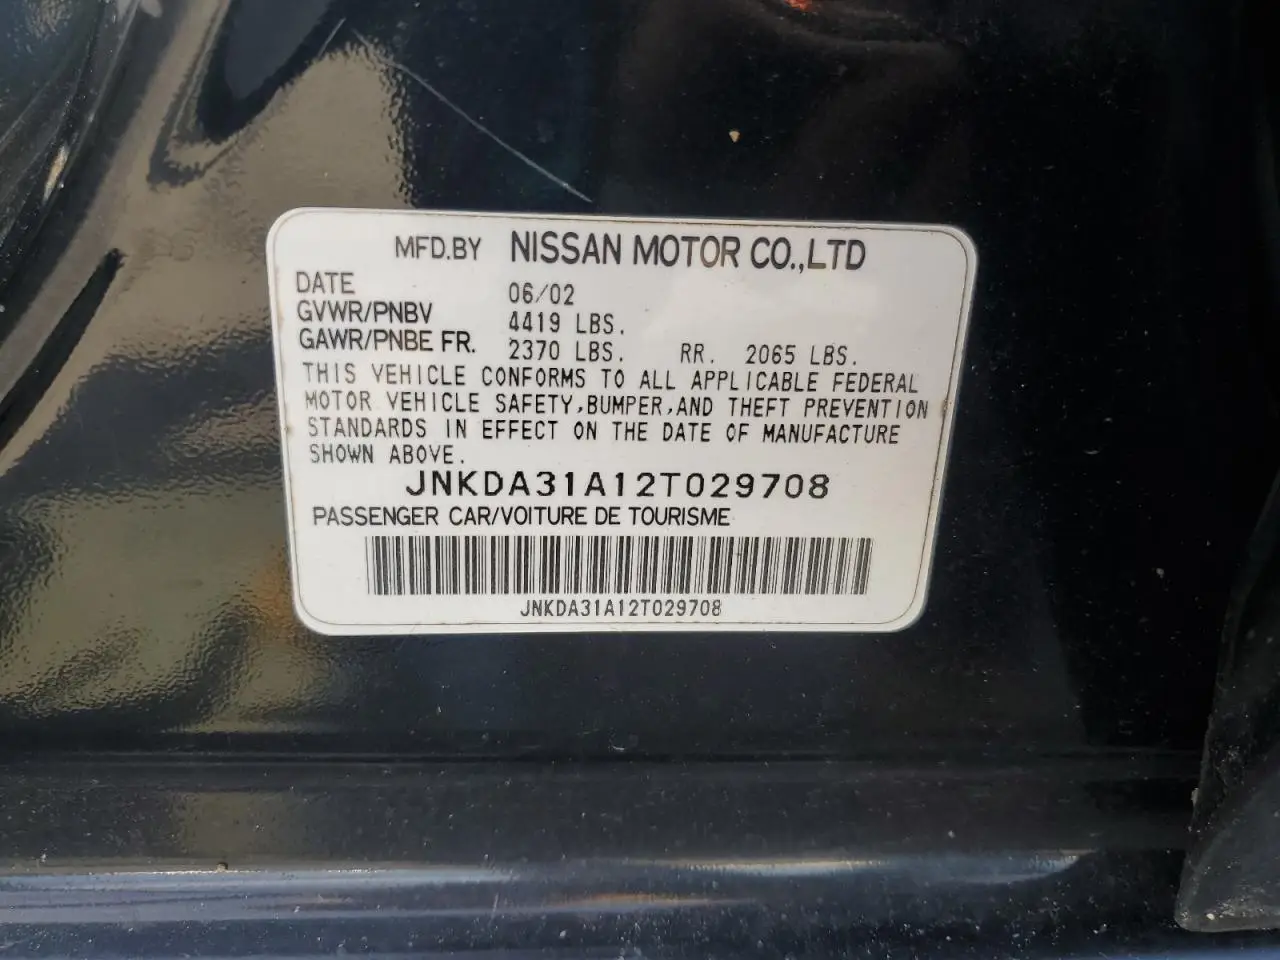 MFD.BY NISSAN MOTOR CO.,LTD
DATE 06/02
GVWR/PNBV 4419 LBS.
GAWR/PNBE FR. 2370 LBS. RR. 2065 LBS.
THIS VEHICLE CONFORMS TO ALL APPLICABLE FEDERAL
MOTOR VEHICLE SAFETY,BUMPER,AND THEFT PREVENTION
STANDARDS IN EFFECT ON THE DATE OF MANUFACTURE
SHOWN ABOVE.
JNKDA31A12T029708
PASSENGER CAR/VOITURE DE TOURISME
JNKDA31A12T029708